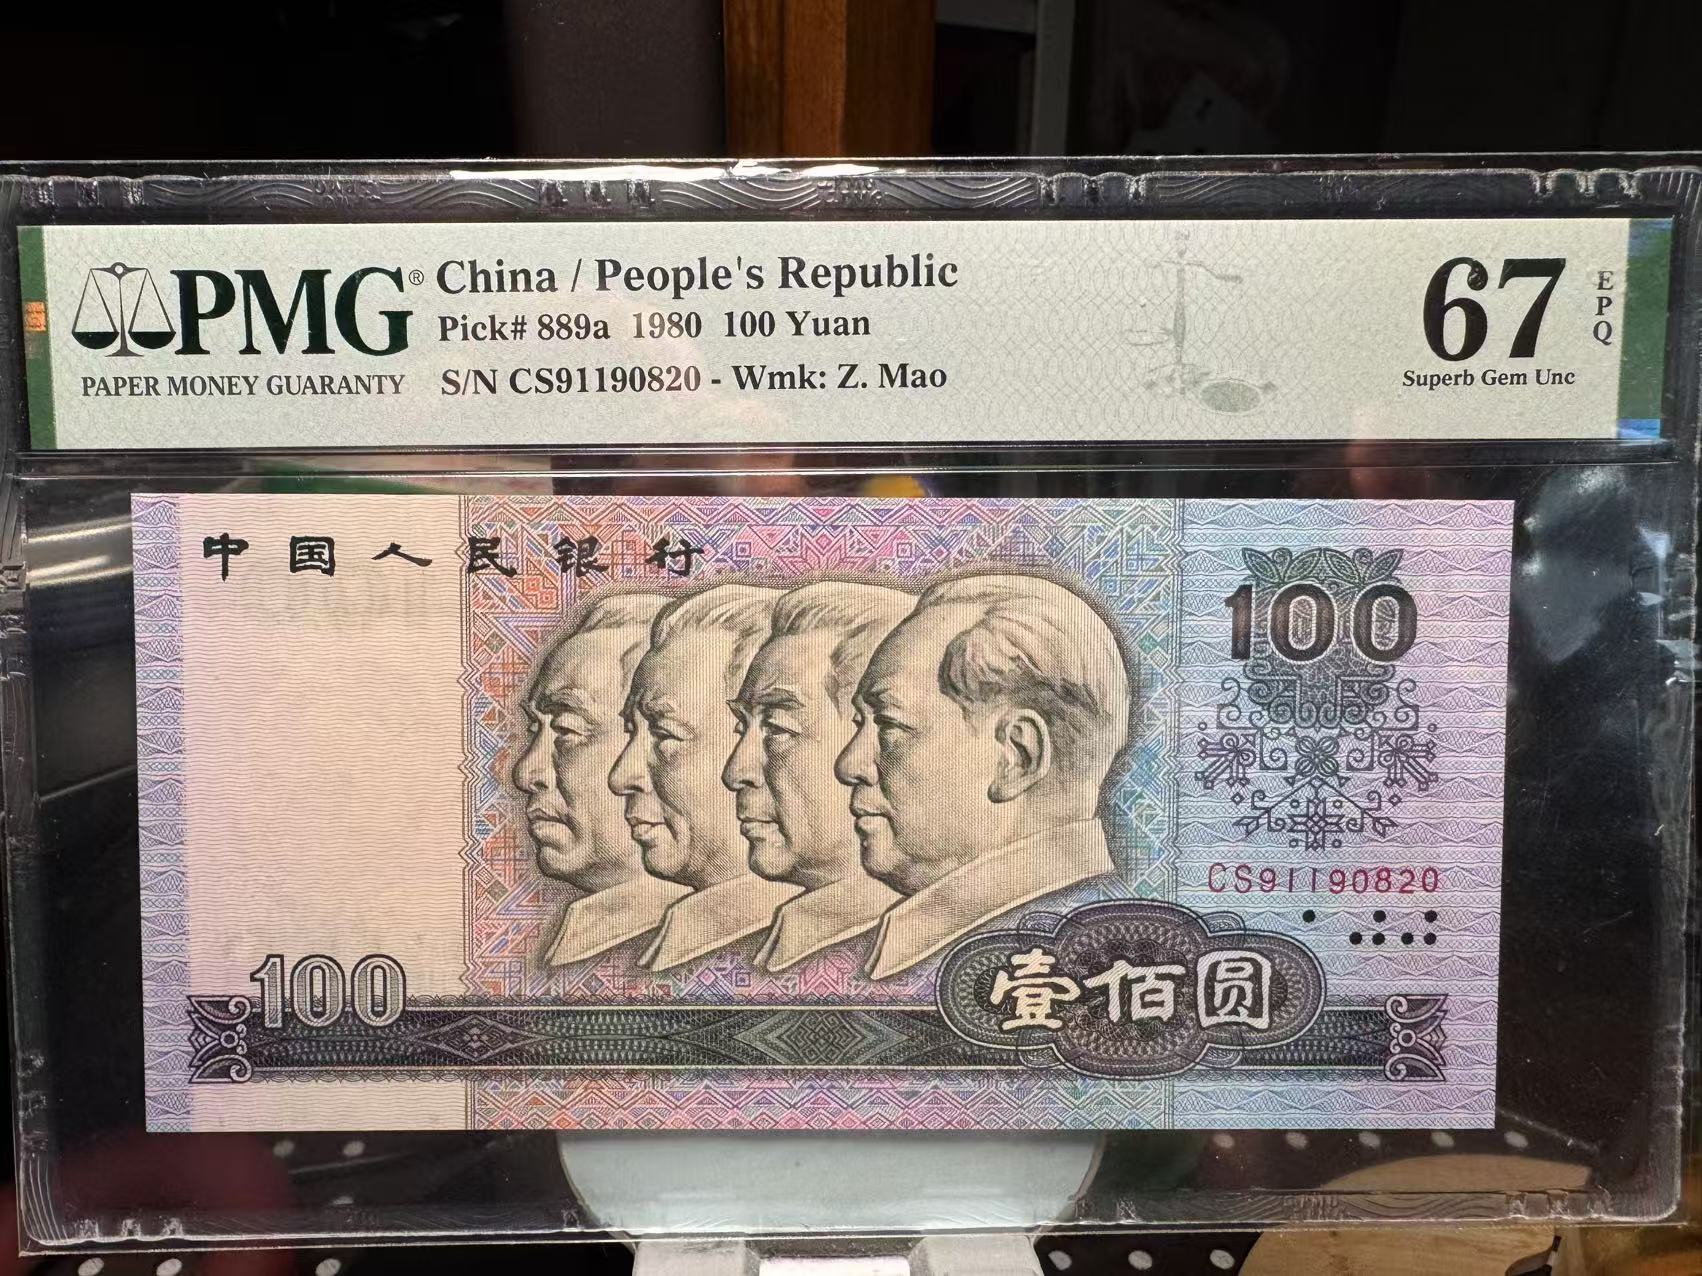 PMG® China / People's Republic
Pick# 889a 1980 100 Yuan
PAPER MONEY GUARANTY
S/N CS91190820 - Wmk: Z. Mao
67
EPQ
Superb Gem Unc
中国人民银行
100
CS91190820
100
壹佰圆